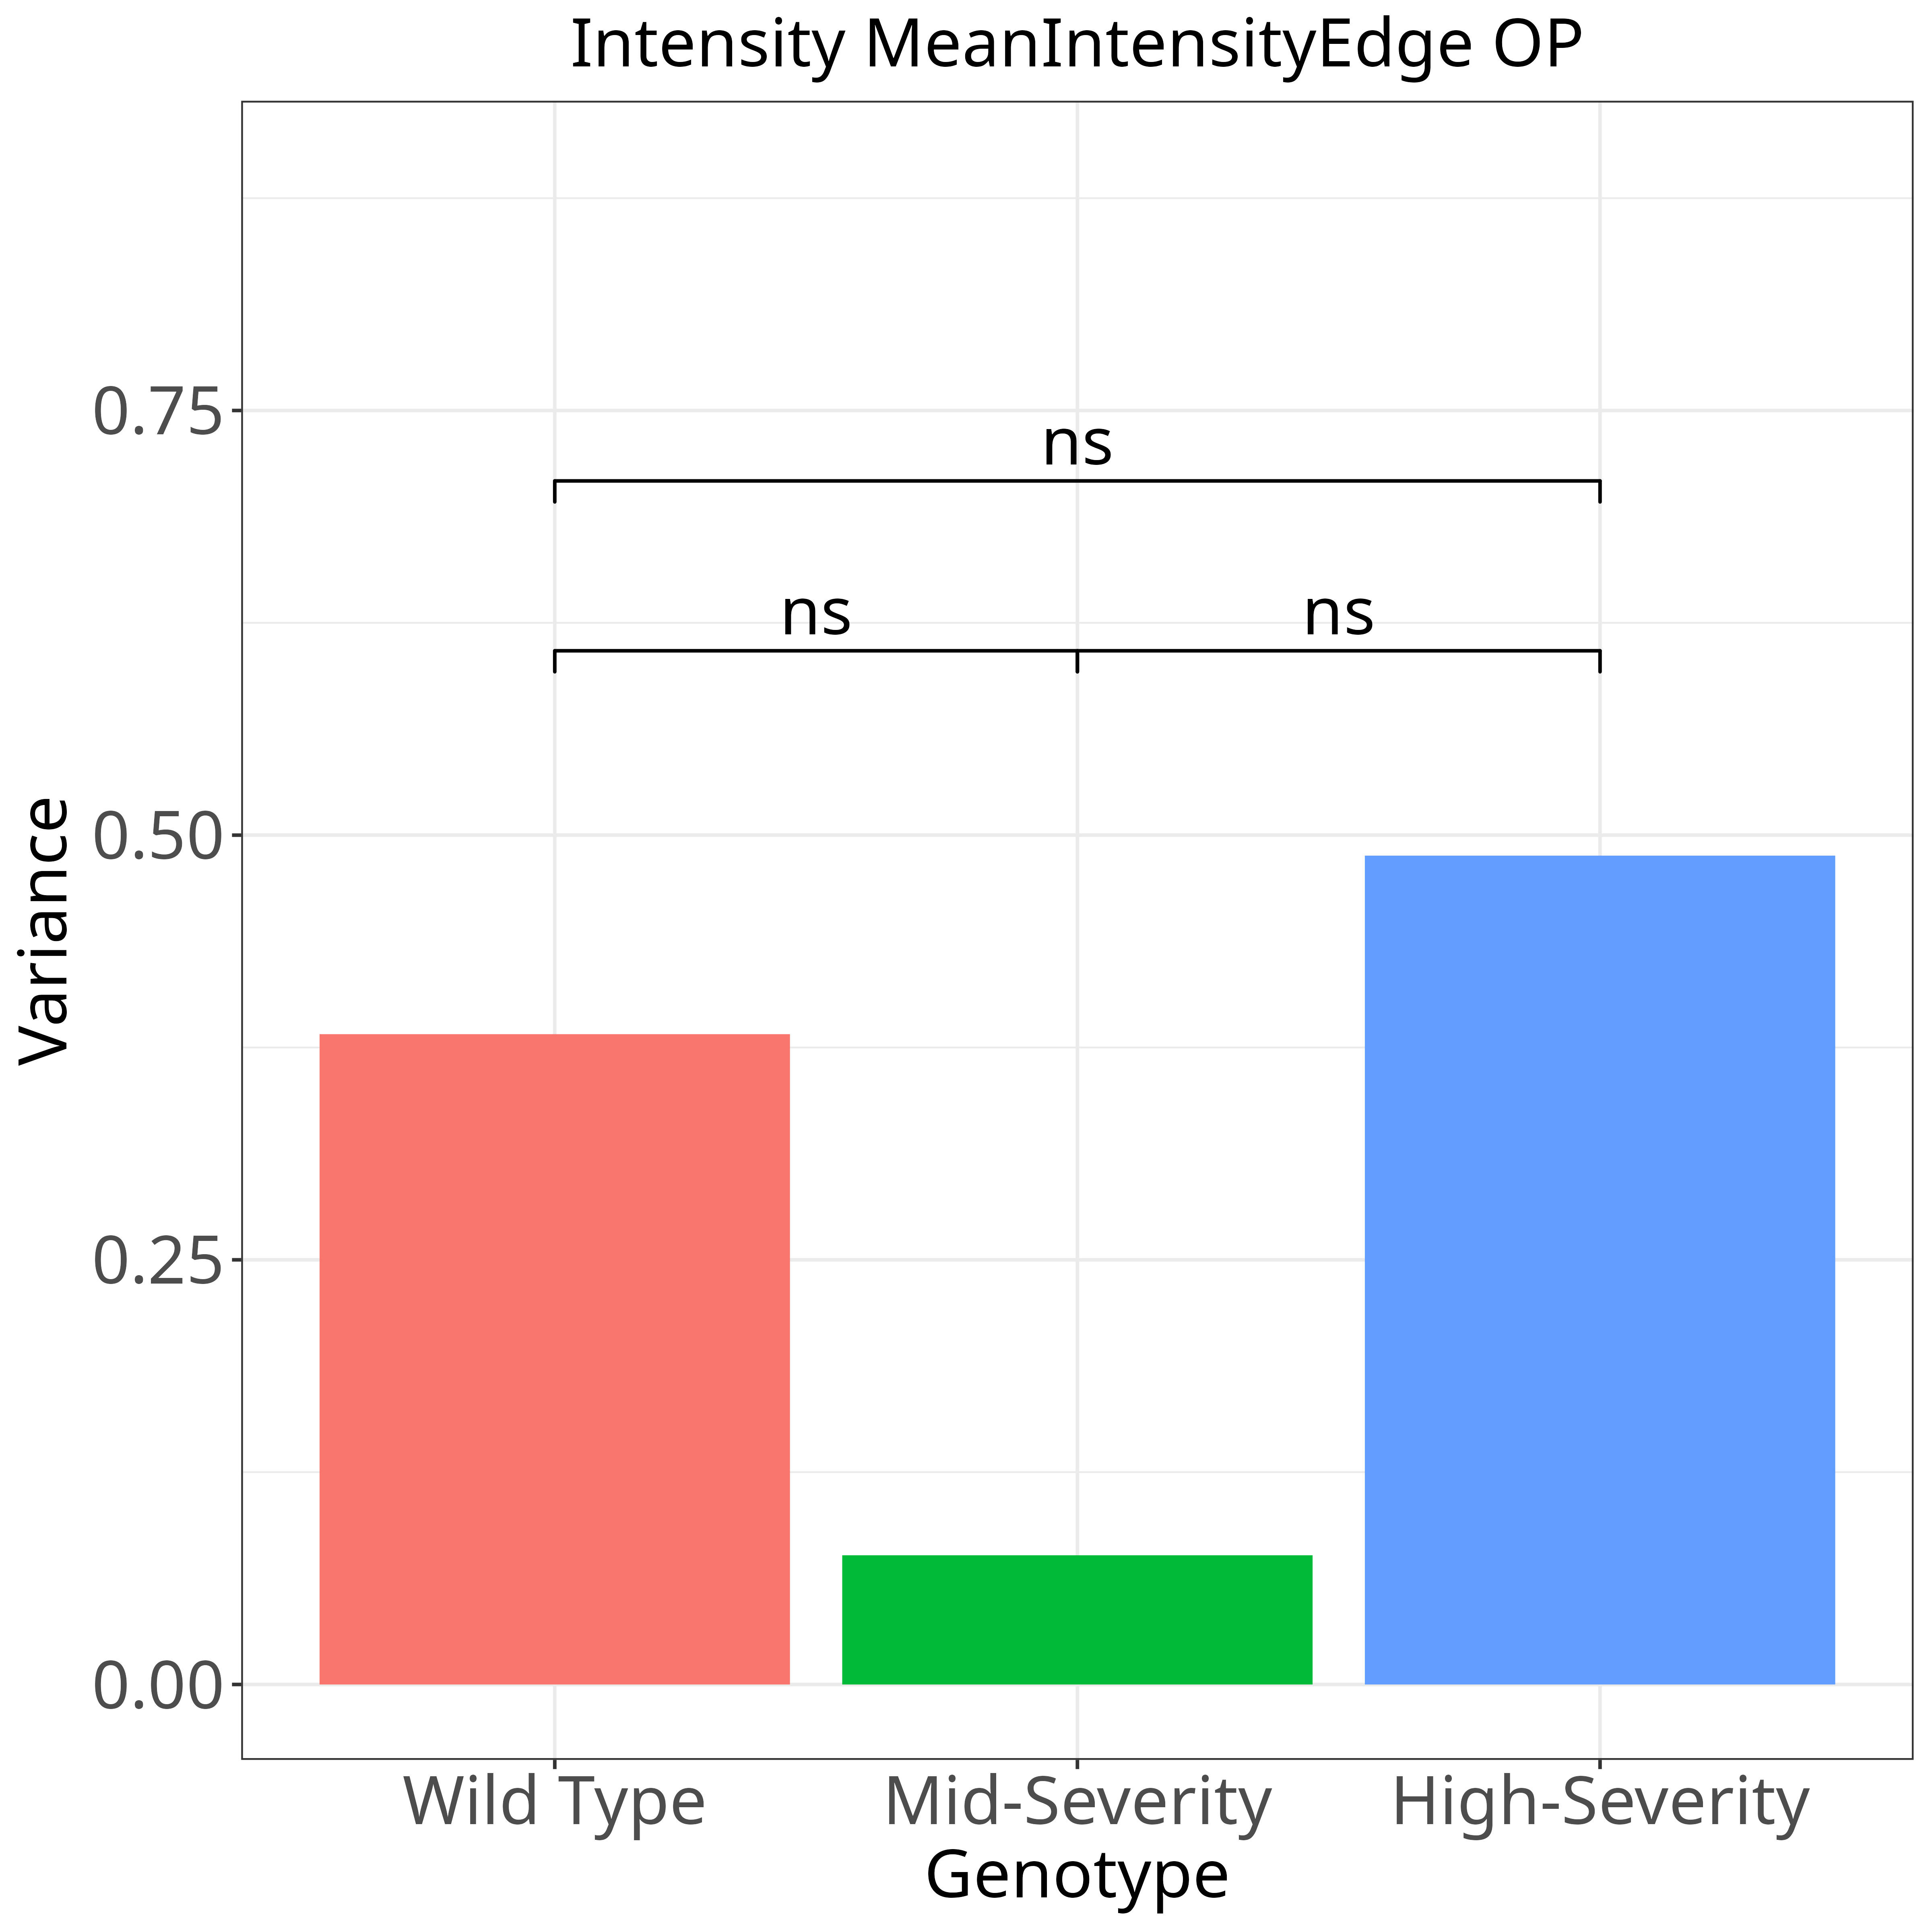 Intensity MeanIntensityEdge OP
0.75
ns
ns ns
Variance
0.50
0.25
0.00
Wild Type Mid-Severity High-Severity
Genotype